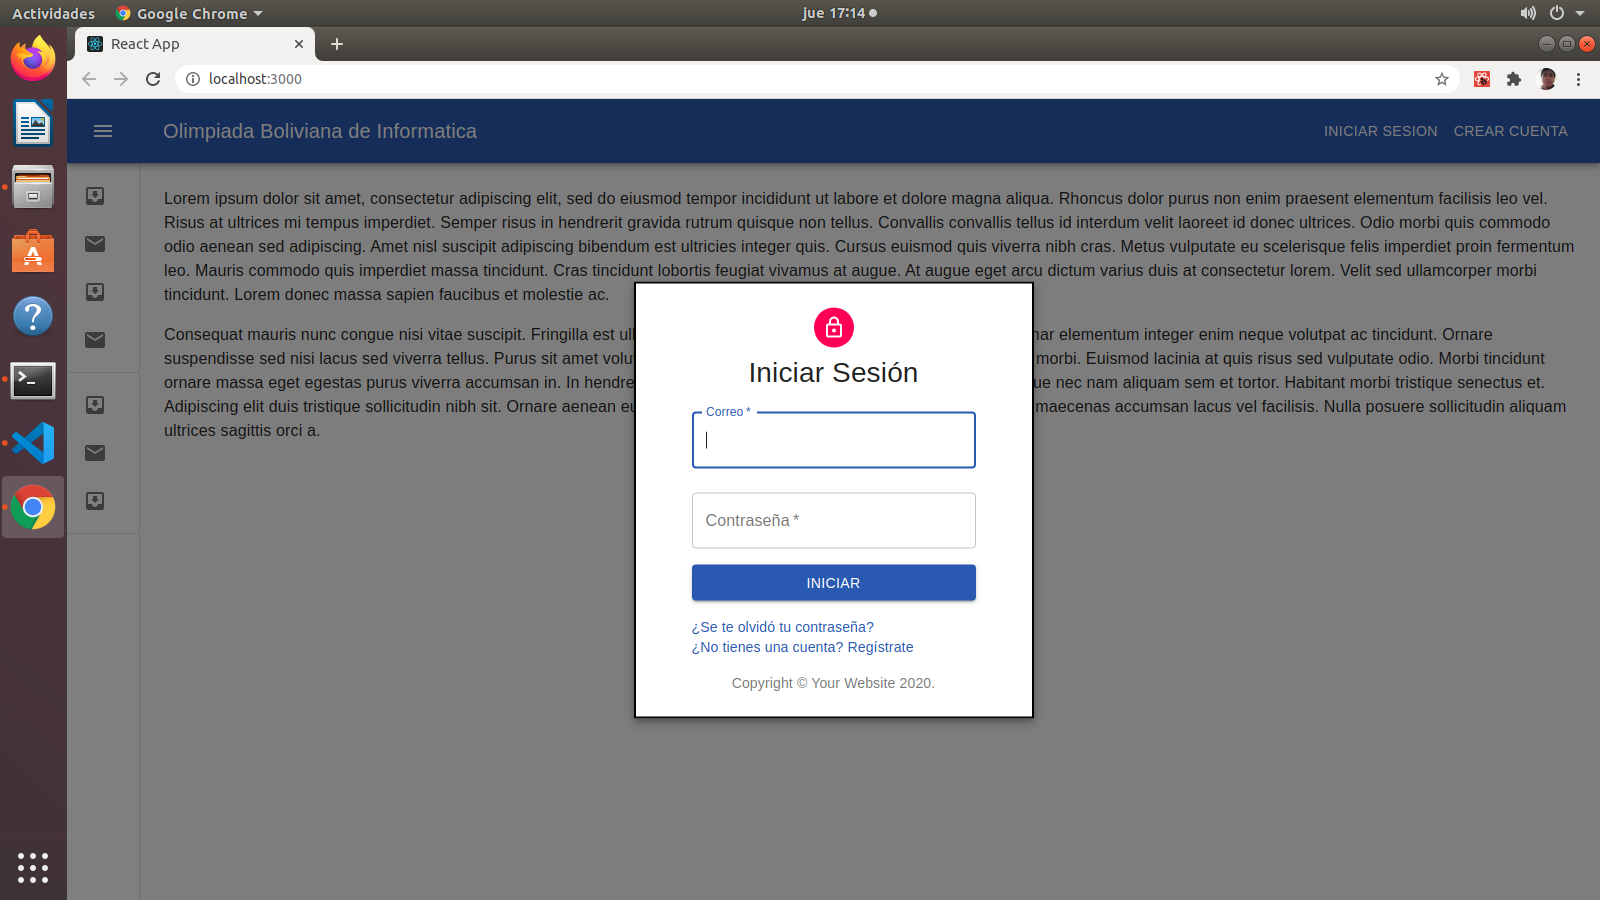 Actividades
Google Chrome
jue 17:14
React App
localhost:3000
Olimpiada Boliviana de Informatica
INICIAR SESION
CREAR CUENTA
Lorem ipsum dolor sit amet, consectetur adipiscing elit, sed do eiusmod tempor incididunt ut labore et dolore magna aliqua. Rhoncus dolor purus non enim praesent elementum facilisis leo vel.
Risus at ultrices mi tempus imperdiet. Semper risus in hendrerit gravida rutrum quisque non tellus. Convallis convallis tellus id interdum velit laoreet id donec ultrices. Odio morbi quis commodo
odio aenean sed adipiscing. Amet nisl suscipit adipiscing bibendum est ultricies integer quis. Cursus euismod quis viverra nibh cras. Metus vulputate eu scelerisque felis imperdiet proin fermentum
leo. Mauris commodo quis imperdiet massa tincidunt. Cras tincidunt lobortis feugiat vivamus at augue. At augue eget arcu dictum varius duis at consectetur lorem. Velit sed ullamcorper morbi
tincidunt. Lorem donec massa sapien faucibus et molestie ac.
Consequat mauris nunc congue nisi vitae suscipit. Fringilla est elementum integer enim neque volutpat ac tincidunt. Ornare
suspendisse sed nisi lacus sed viverra tellus. Purus sit amet morbi. Euismod lacinia at quis risus sed vulputate odio. Morbi tincidunt
ornare massa eget egestas purus viverra accumsan in. In nec nam aliquam sem et tortor. Habitant morbi tristique senectus et.
Adipiscing elit duis tristique sollicitudin nibh sit. Ornare aenean maecenas accumsan lacus vel facilisis. Nulla posuere sollicitudin aliquam
ultrices sagittis orci a.
Iniciar Sesión
Correo *
Contraseña *
INICIAR
¿Se te olvidó tu contraseña?
¿No tienes una cuenta? Regístrate
Copyright © Your Website 2020.